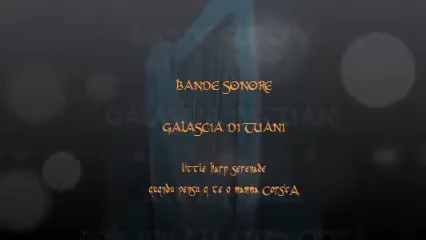 BANDE SONORE
GALASCIA DI TUANI
little harp serenade
quandu pensu a te o mamma CORSICA